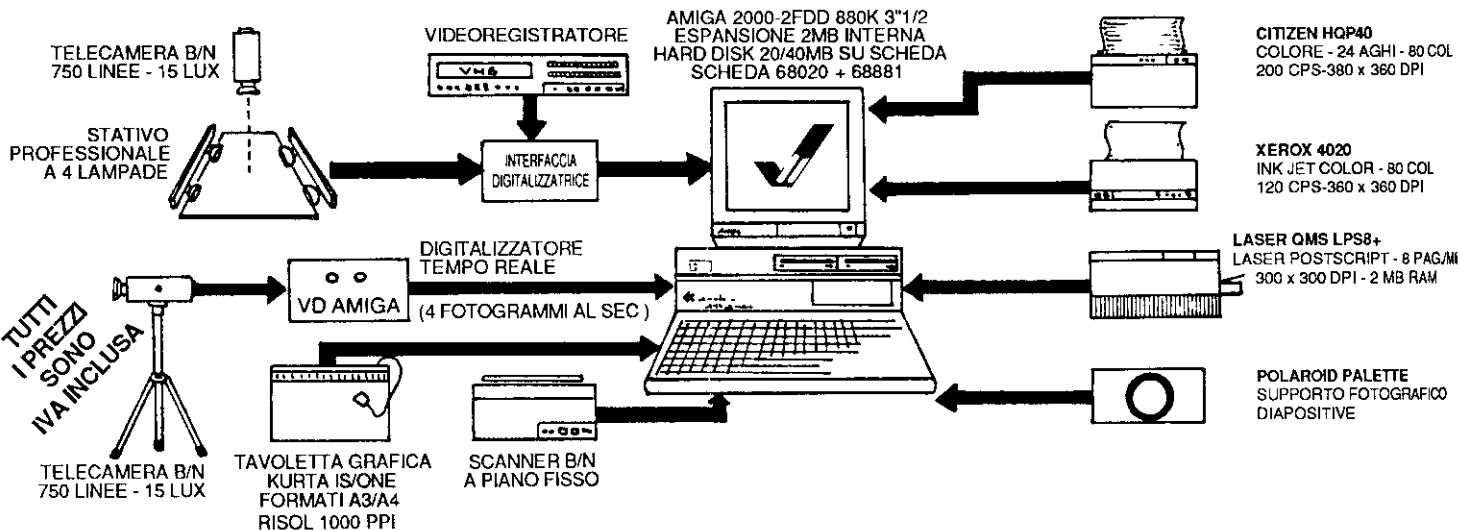 TELECAMERA B/N
750 LINEE - 15 LUX
STATIVO
PROFESSIONALE
A 4 LAMPADE
VIDEOREGISTRATORE
VHS
INTERFACCIA
DIGITALIZZATRICE
AMIGA 2000-2FDD 880K 3"1/2
ESPANSIONE 2MB INTERNA
HARD DISK 20/40MB SU SCHEDA
SCHEDA 68020 + 68881
CITIZEN HQP40
COLORE - 24 AGHI - 80 COL
200 CPS-380 x 360 DPI
XEROX 4020
INK JET COLOR - 80 COL
120 CPS-360 x 360 DPI
LASER QMS LPS8+
LASER POSTSCRIPT - 8 PAG/MI
300 x 300 DPI - 2 MB RAM
POLAROID PALETTE
SUPPORTO FOTOGRAFICO
DIAPOSITIVE
DIGITALIZZATORE
TEMPO REALE
(4 FOTOGRAMMI AL SEC )
VD AMIGA
TUTTI
I PREZZI
SONO
IVA INCLUSA
TELECAMERA B/N
750 LINEE - 15 LUX
TAVOLETTA GRAFICA
KURTA IS/ONE
FORMATI A3/A4
RISOL 1000 PPI
SCANNER B/N
A PIANO FISSO